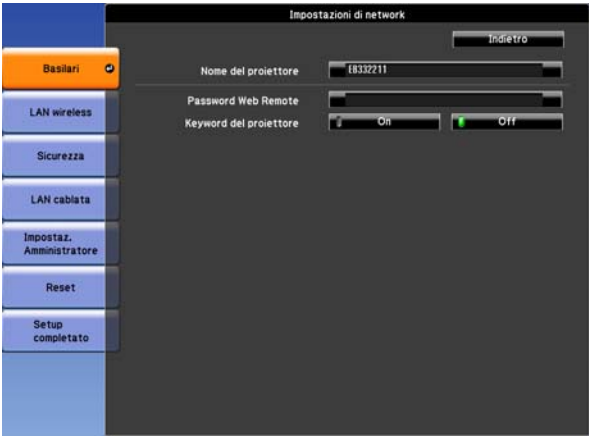 Impostazioni di network
Indietro
Basilari
Nome del proiettore EB332211
LAN wireless
Password Web Remote
Keyword del proiettore On Off
Sicurezza
LAN cablata
Impostaz.
Amministratore
Reset
Setup
completato